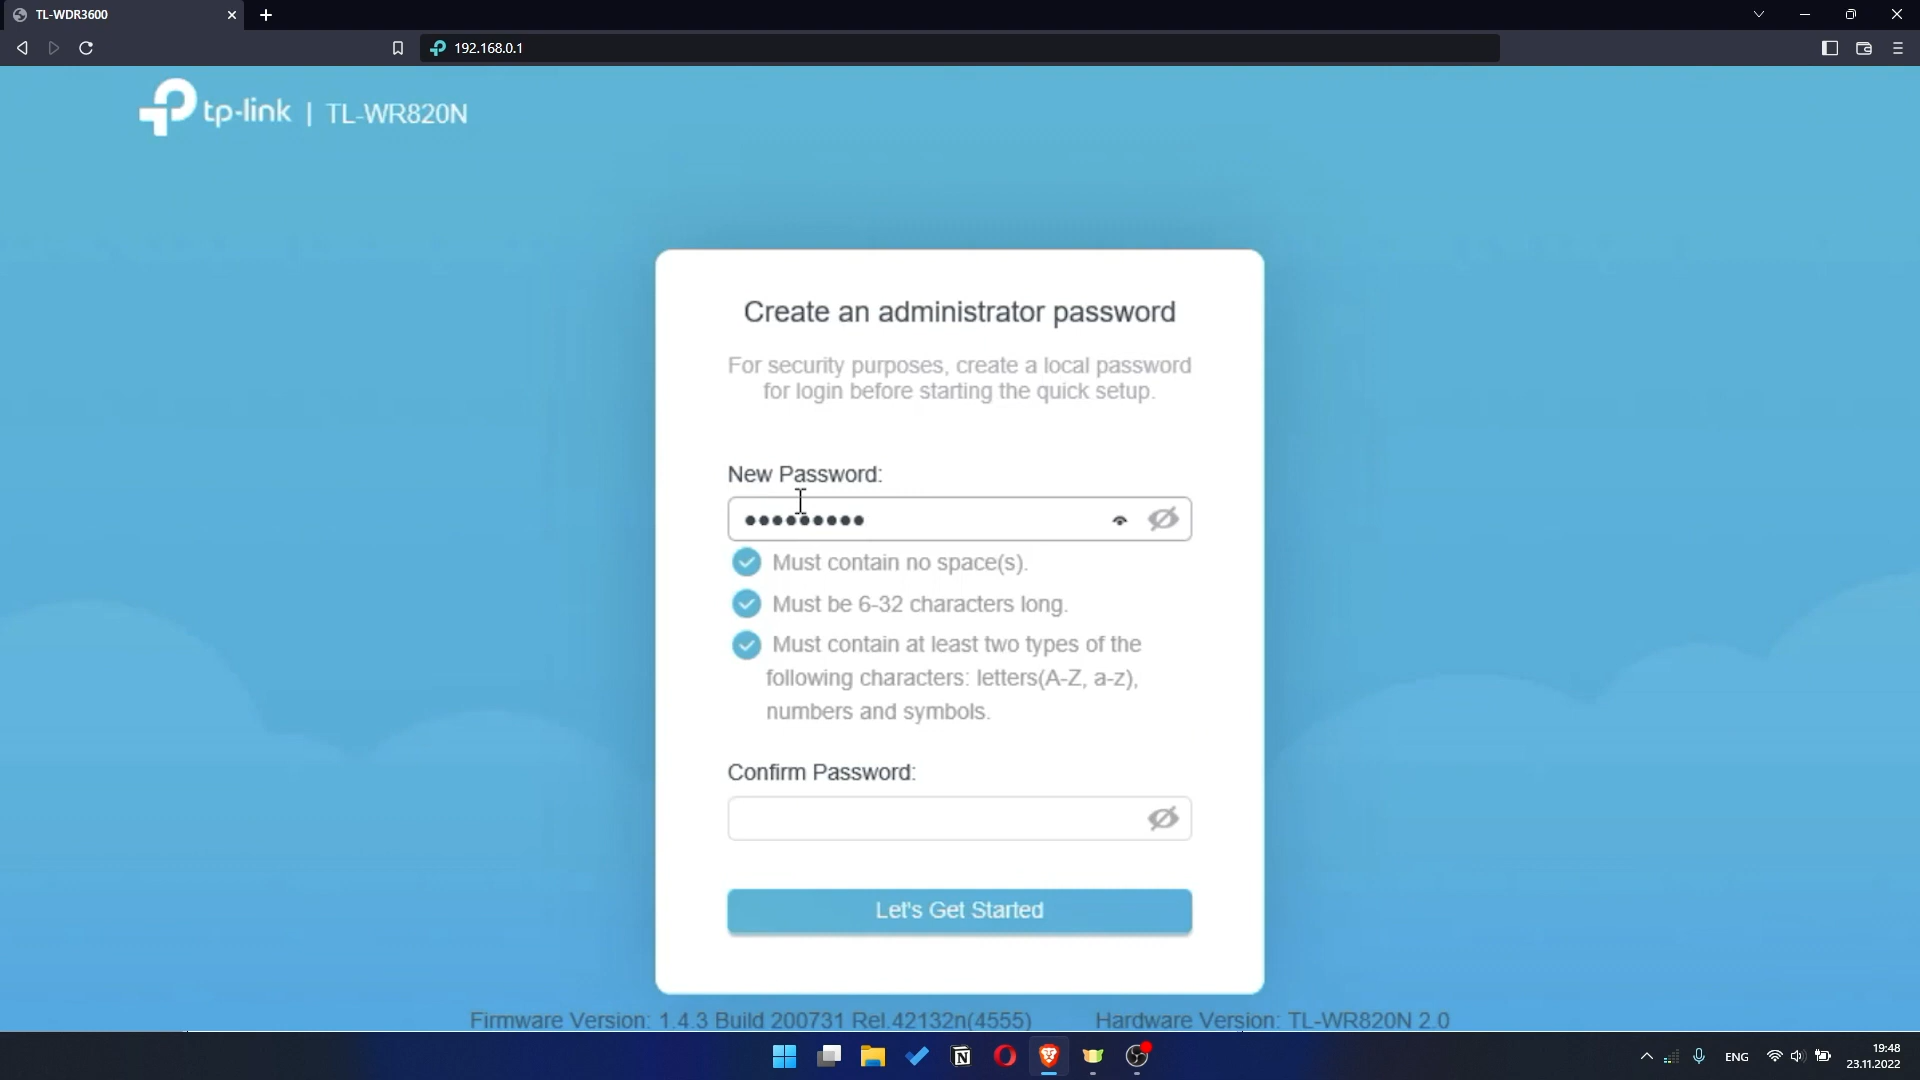 TL-WDR3600
192.168.0.1
tp-link | TL-WR820N
Create an administrator password
For security purposes, create a local password
for login before starting the quick setup.
New Password:
•••••••••
Must contain no space(s).
Must be 6-32 characters long.
Must contain at least two types of the
following characters: letters(A-Z, a-z),
numbers and symbols.
Confirm Password:
Let's Get Started
Firmware Version: 1.4.3 Build 200731 Rel.42132n(4555) Hardware Version: TL-WR820N 2.0
ENG
19:48
23.11.2022